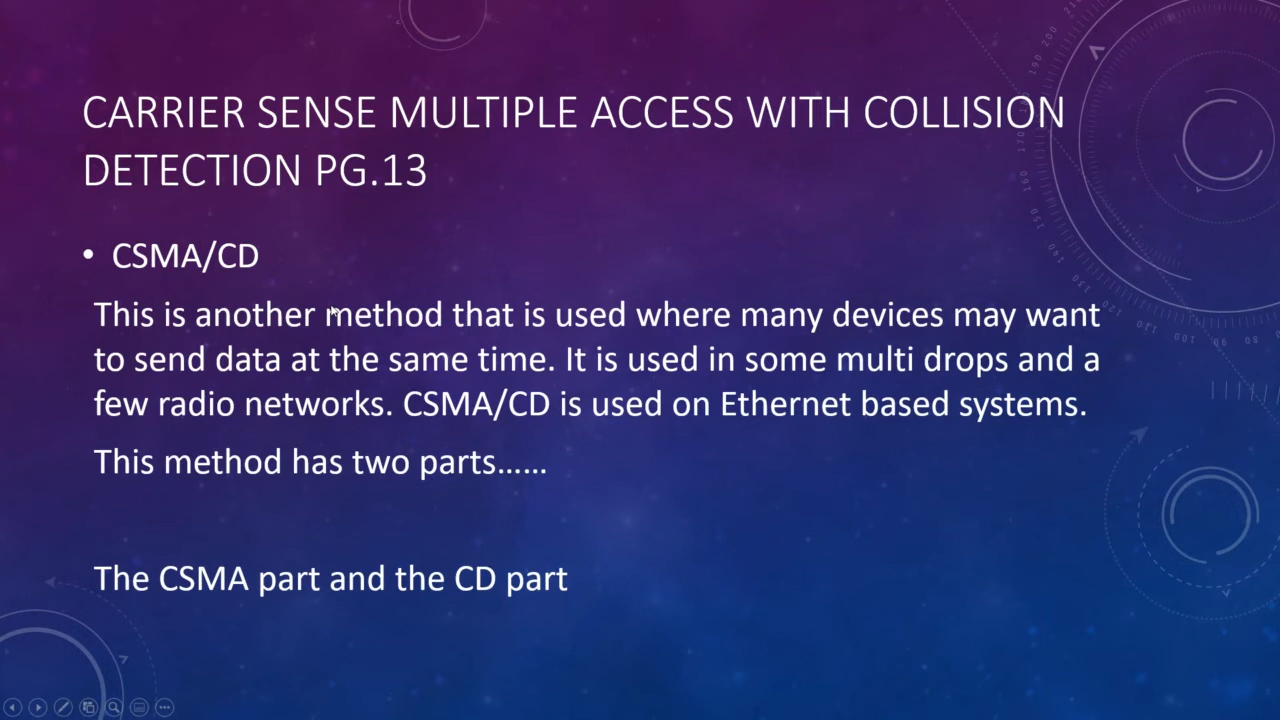 CARRIER SENSE MULTIPLE ACCESS WITH COLLISION
DETECTION PG.13
• CSMA/CD
This is another method that is used where many devices may want
to send data at the same time. It is used in some multi drops and a
few radio networks. CSMA/CD is used on Ethernet based systems.
This method has two parts......
The CSMA part and the CD part